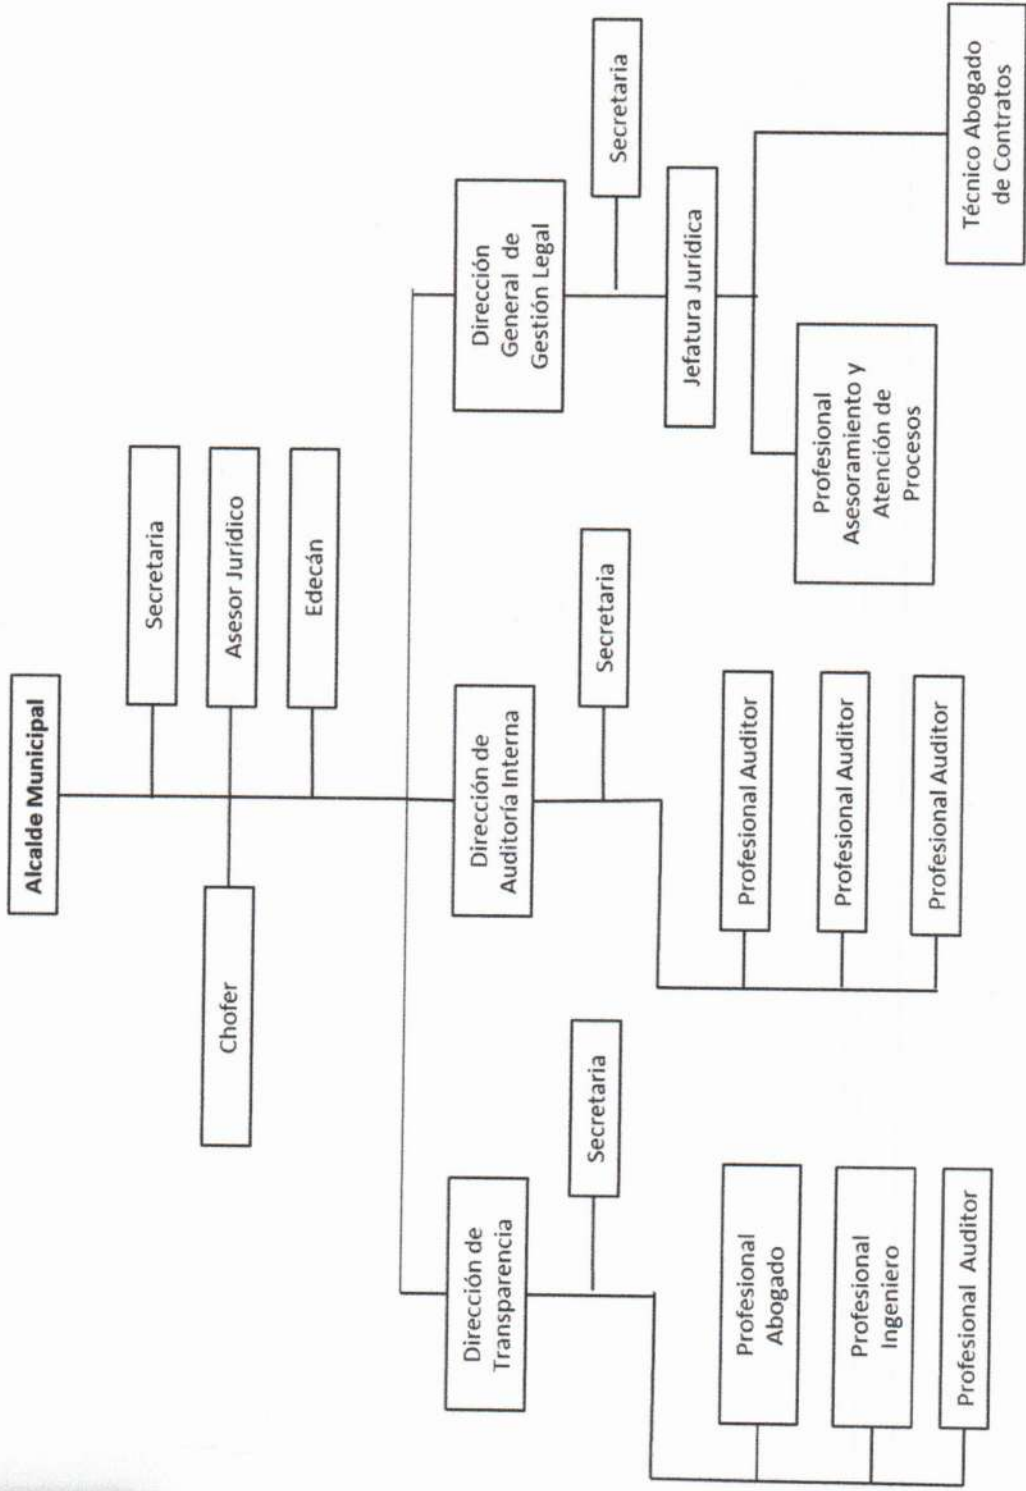 Alcalde Municipal
Secretaria
Chofer
Asesor Jurídico
Edecán
Dirección de
Transparencia
Secretaria
Profesional
Abogado
Profesional
Ingeniero
Profesional Auditor
Dirección de
Auditoría Interna
Secretaria
Profesional Auditor
Profesional Auditor
Profesional Auditor
Dirección
General de
Gestión Legal
Secretaria
Jefatura Jurídica
Profesional
Asesoramiento y
Atención de
Procesos
Técnico Abogado
de Contratos